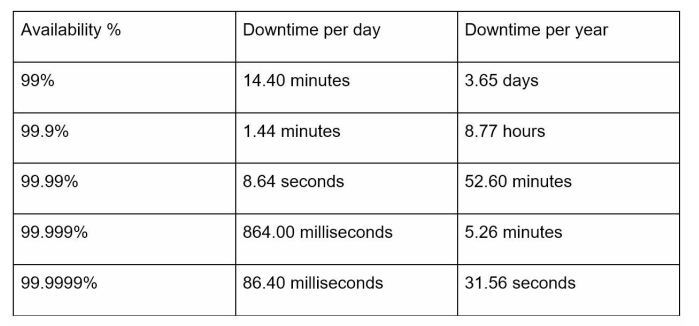 Availability % Downtime per day Downtime per year
99% 14.40 minutes 3.65 days
99.9% 1.44 minutes 8.77 hours
99.99% 8.64 seconds 52.60 minutes
99.999% 864.00 milliseconds 5.26 minutes
99.9999% 86.40 milliseconds 31.56 seconds